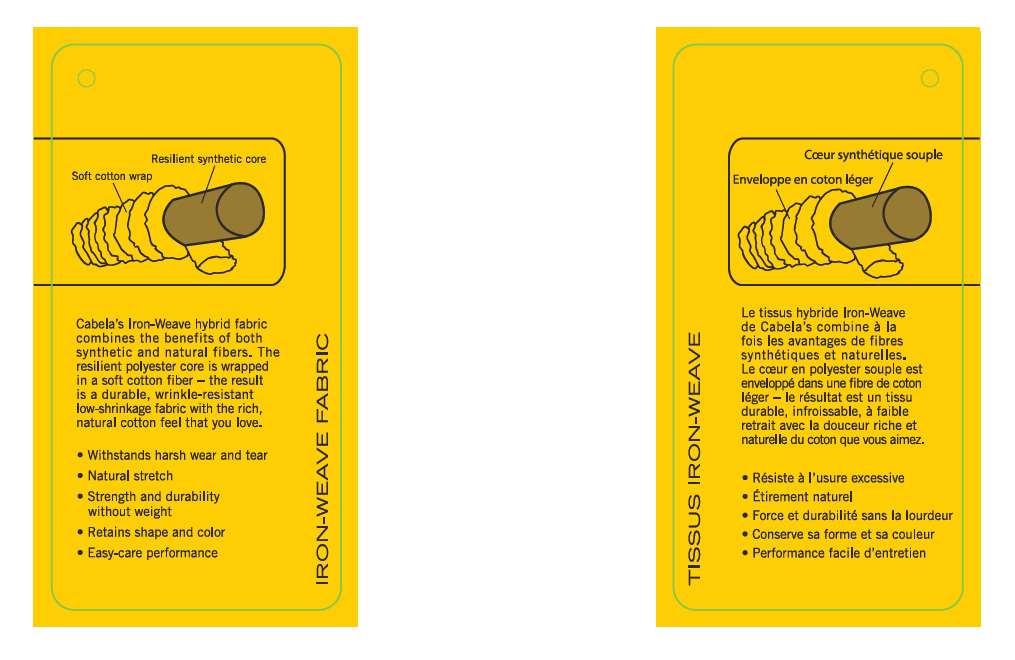 Resilient synthetic core
Soft cotton wrap
Cabela's Iron-Weave hybrid fabric
combines the benefits of both
synthetic and natural fibers. The
resilient polyester core is wrapped
in a soft cotton fiber – the result
is a durable, wrinkle-resistant
low-shrinkage fabric with the rich,
natural cotton feel that you love.
• Withstands harsh wear and tear
• Natural stretch
• Strength and durability
without weight
• Retains shape and color
• Easy-care performance
IRON-WEAVE FABRIC
Cœur synthétique souple
Enveloppe en coton léger
TISSUS IRON-WEAVE
Le tissus hybride Iron-Weave
de Cabela's combine à la
fois les avantages de fibres
synthétiques et naturelles.
Le cœur en polyester souple est
enveloppé dans une fibre de coton
léger – le résultat est un tissu
durable, infroissable, à faible
retrait avec la douceur riche et
naturelle du coton que vous aimez.
• Résiste à l'usure excessive
• Étirement naturel
• Force et durabilité sans la lourdeur
• Conserve sa forme et sa couleur
• Performance facile d'entretien